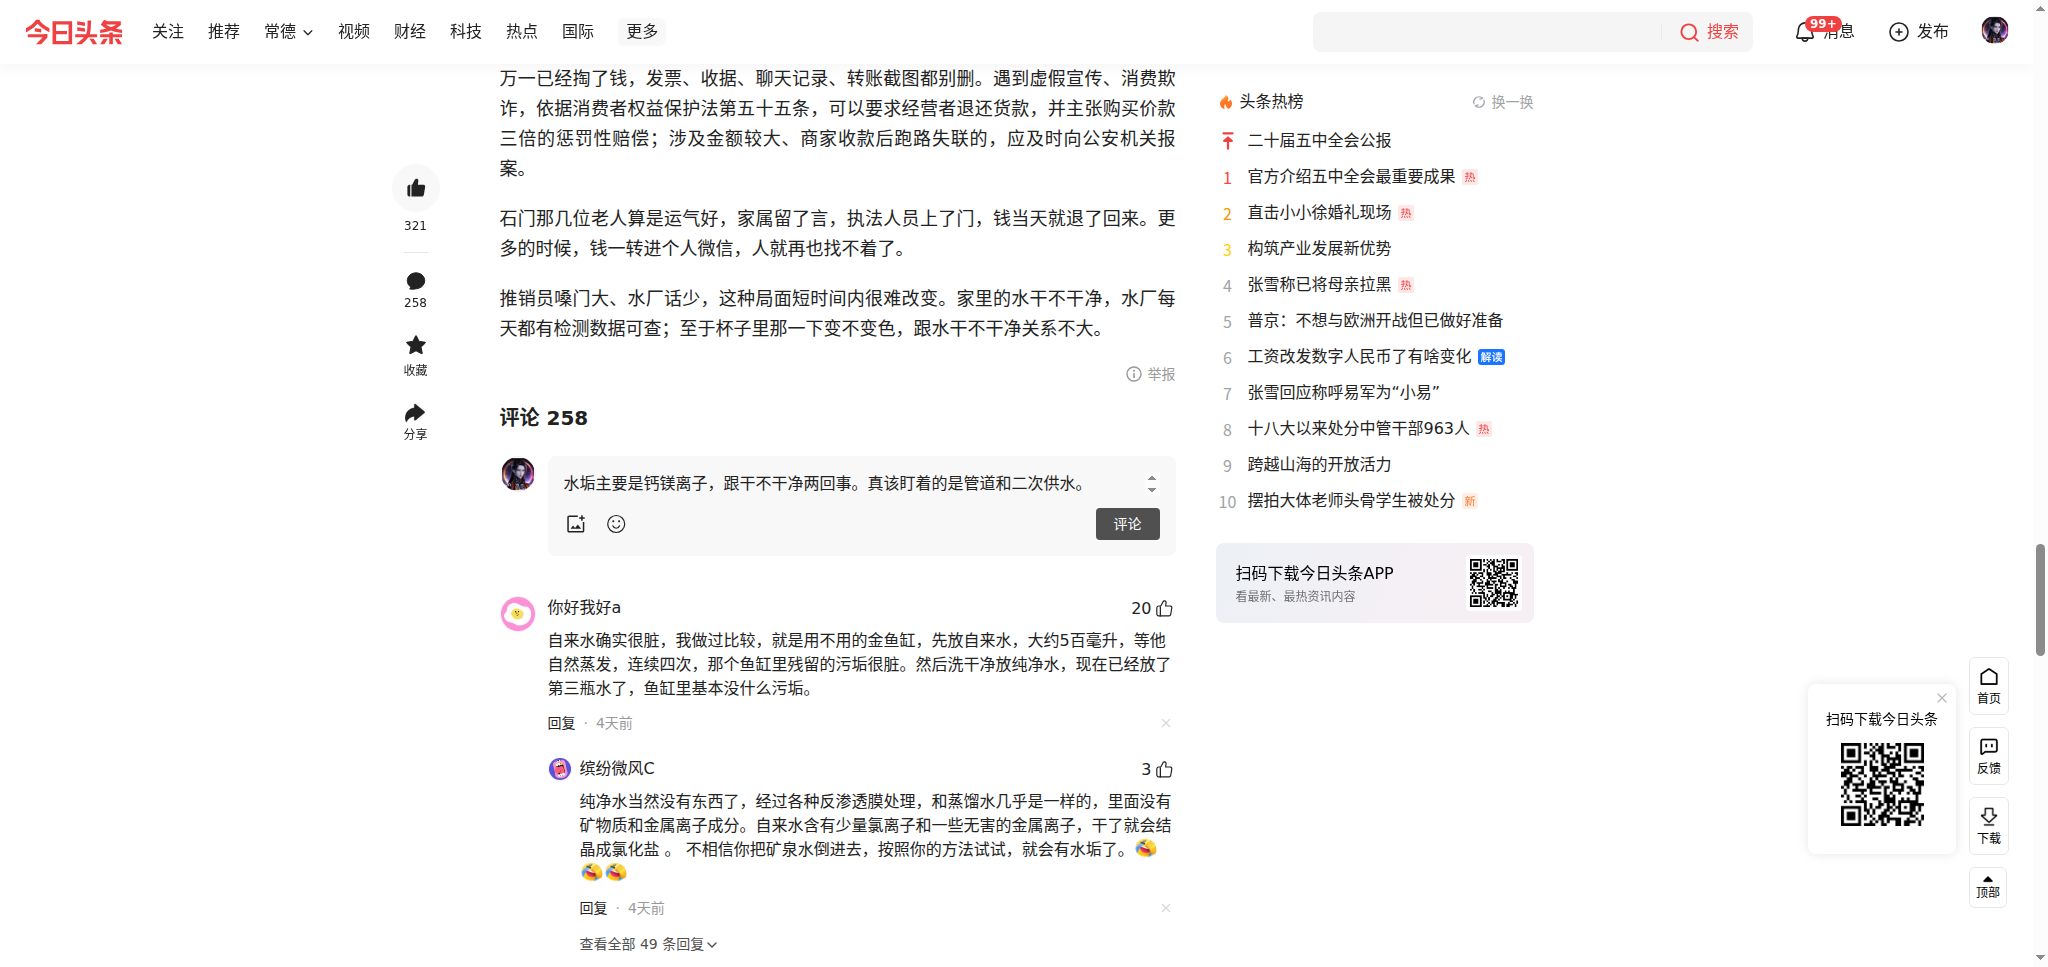 今日头条
关注
推荐
常德
视频
财经
科技
热点
国际
更多
搜索
99+
消息
发布
万一已经掏了钱，发票、收据、聊天记录、转账截图都别删。遇到虚假宣传、消费欺
诈，依据消费者权益保护法第五十五条，可以要求经营者退还货款，并主张购买价款
三倍的惩罚性赔偿；涉及金额较大、商家收款后跑路失联的，应及时向公安机关报
案。
石门那几位老人算是运气好，家属留了言，执法人员上了门，钱当天就退了回来。更
多的时候，钱一转进个人微信，人就再也找不着了。
推销员嗓门大、水厂话少，这种局面短时间内很难改变。家里的水干不干净，水厂每
天都有检测数据可查；至于杯子里那一下变不变色，跟水干不干净关系不大。
举报
321
258
收藏
分享
评论 258
水垢主要是钙镁离子，跟干不干净两回事。真该盯着的是管道和二次供水。
评论
你好我好a
20
自来水确实很脏，我做过比较，就是用不用的金鱼缸，先放自来水，大约5百毫升，等他
自然蒸发，连续四次，那个鱼缸里残留的污垢很脏。然后洗干净放纯净水，现在已经放了
第三瓶水了，鱼缸里基本没什么污垢。
回复 · 4天前
缤纷微风C
3
纯净水当然没有东西了，经过各种反渗透膜处理，和蒸馏水几乎是一样的，里面没有
矿物质和金属离子成分。自来水含有少量氯离子和一些无害的金属离子，干了就会结
晶成氯化盐 。 不相信你把矿泉水倒进去，按照你的方法试试，就会有水垢了。
回复 · 4天前
查看全部 49 条回复
头条热榜
换一换
二十届五中全会公报
1 官方介绍五中全会最重要成果 热
2 直击小小徐婚礼现场 热
3 构筑产业发展新优势
4 张雪称已将母亲拉黑 热
5 普京：不想与欧洲开战但已做好准备
6 工资改发数字人民币了有啥变化 解读
7 张雪回应称呼易军为“小易”
8 十八大以来处分中管干部963人 热
9 跨越山海的开放活力
10 摆拍大体老师头骨学生被处分 新
扫码下载今日头条APP
看最新、最热资讯内容
扫码下载今日头条
首页
反馈
下载
顶部